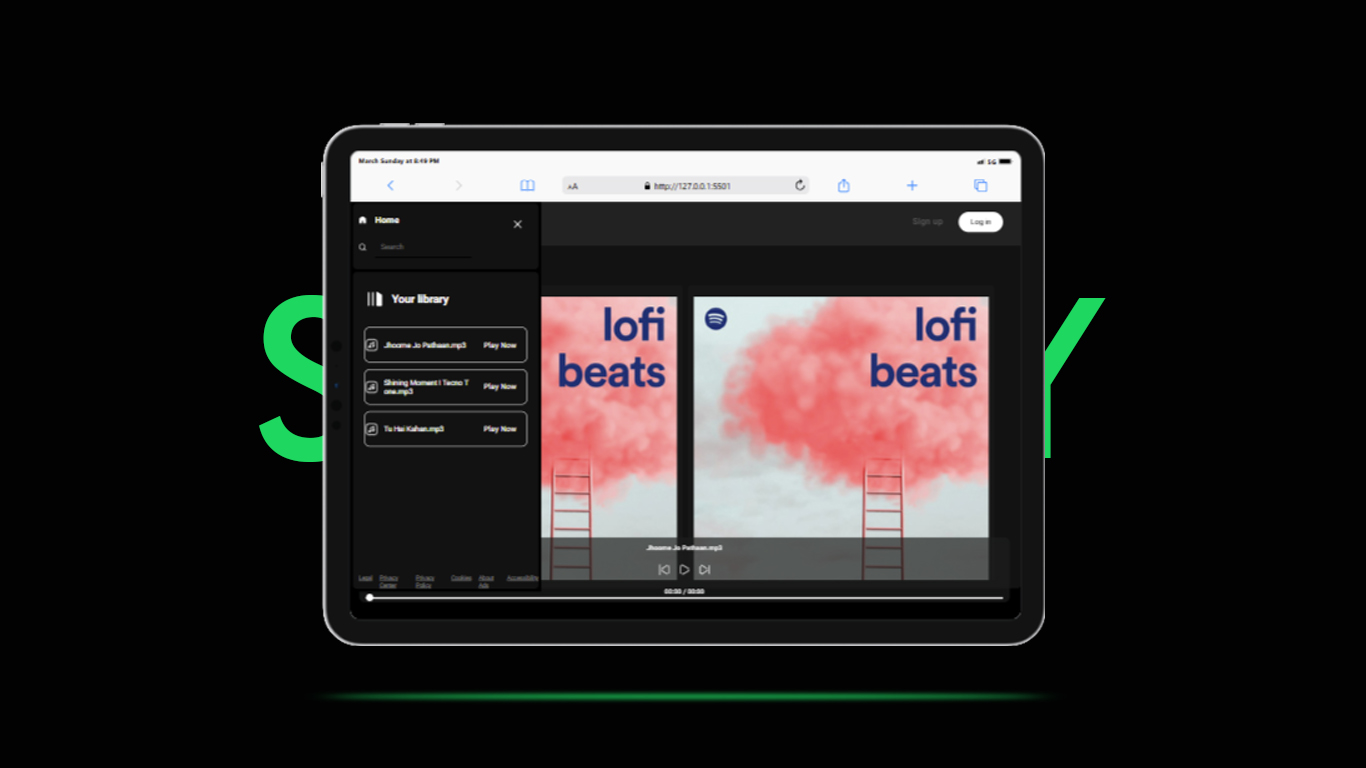 S Y
March Sunday at 8:49 PM
5G
AA
http://127.0.0.1:5501
Home
Search
Sign up
Log in
Your library
Jhoome Jo Pathaan.mp3 Play Now
Shining Moment I Tecno T
one.mp3
Play Now
Tu Hai Kahan.mp3 Play Now
lofi
beats
lofi
beats
Jhoome Jo Pathaan.mp3
00:00 / 00:00
Legal
Privacy
Center
Privacy
Policy
Cookies
About
Ads
Accessibility